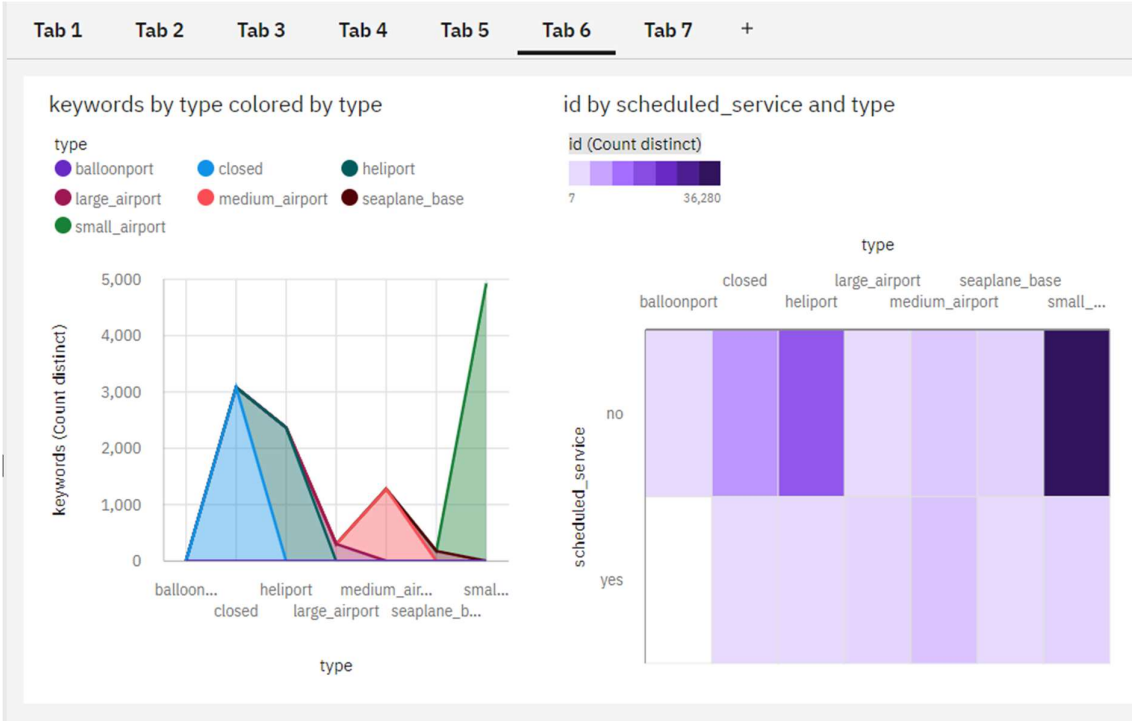 Tab 1 Tab 2 Tab 3 Tab 4 Tab 5 Tab 6 Tab 7 +
keywords by type colored by type
type
balloonport closed heliport
large_airport medium_airport seaplane_base
small_airport
5,000
4,000
3,000
2,000
1,000
0
keywords (Count distinct)
balloon... heliport medium_air... smal...
closed large_airport seaplane_b...
type
id by scheduled_service and type
id (Count distinct)
7 36,280
type
closed large_airport seaplane_base
balloonport heliport medium_airport small_...
no
yes
scheduled_service